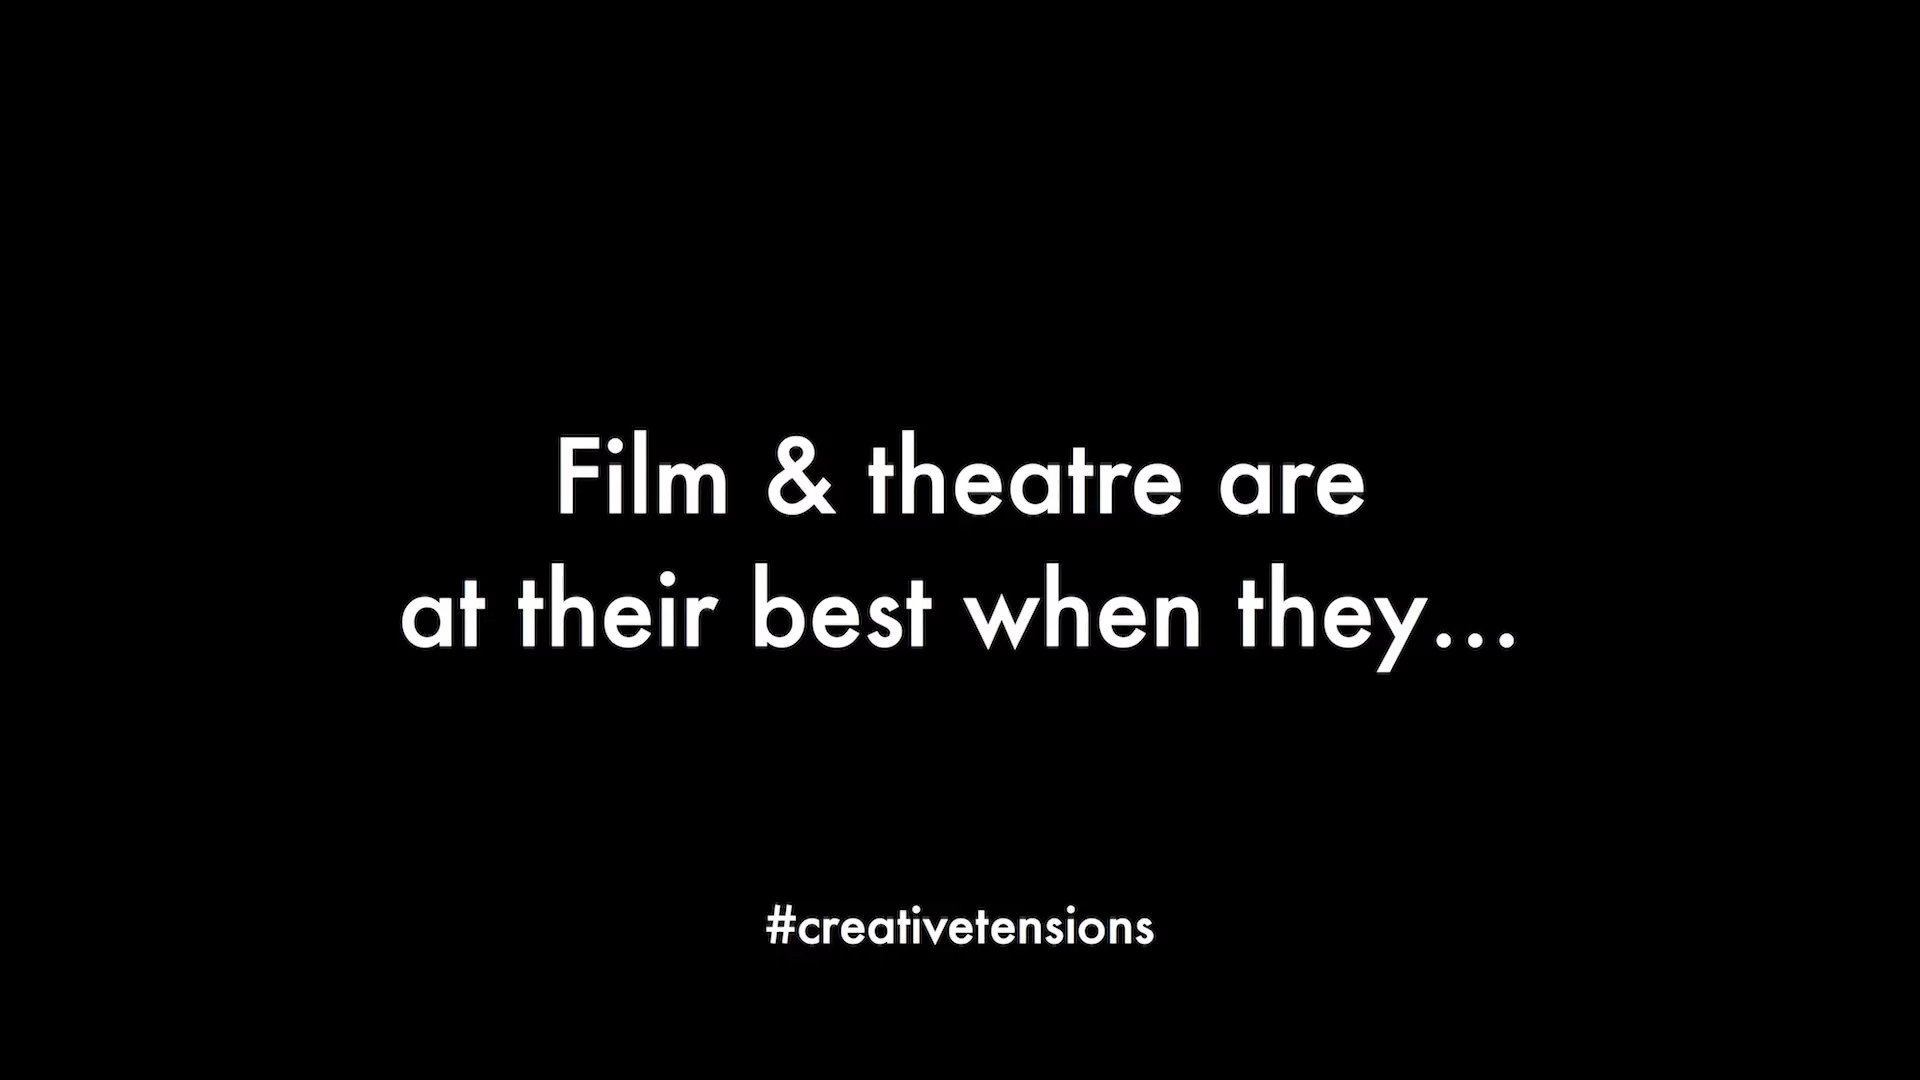 Film & theatre are
at their best when they...
#creativetensions